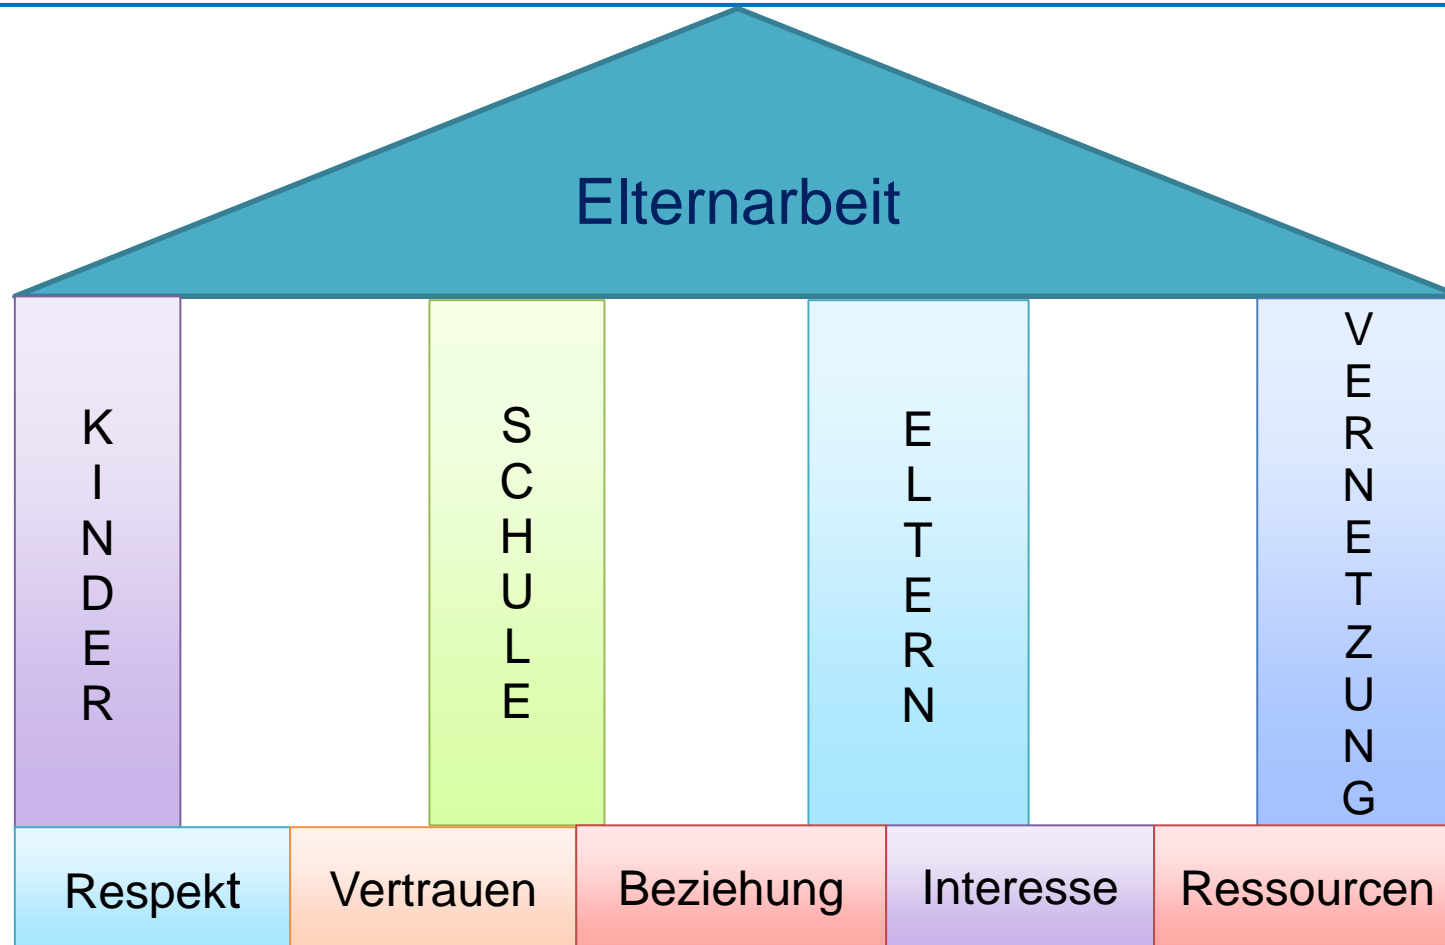 Elternarbeit
KINDER
SCHULE
ELTERN
VERNETZUNG
Respekt
Vertrauen
Beziehung
Interesse
Ressourcen